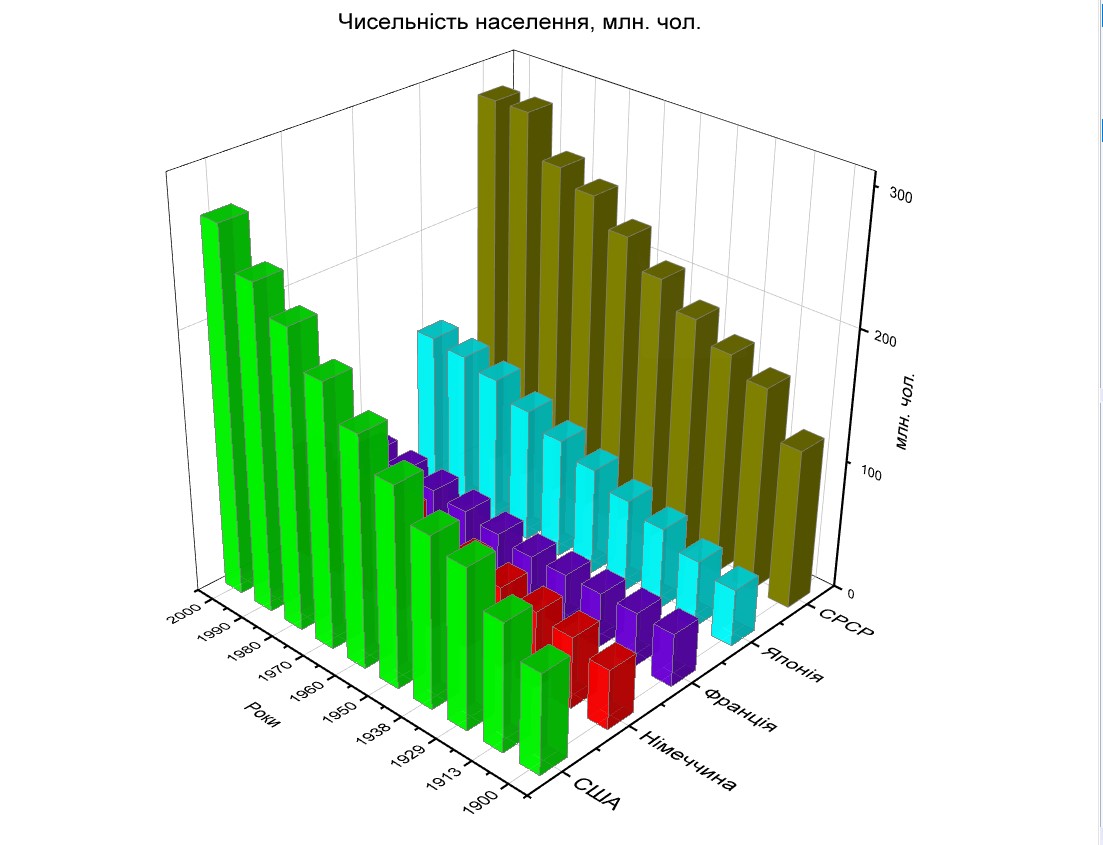 Чисельність населення, млн. чол.
300
200
100
0
млн. чол.
2000
1990
1980
1970
1960
1950
1938
1929
1913
1900
Роки
СРСР
Японія
Франція
Німеччина
США